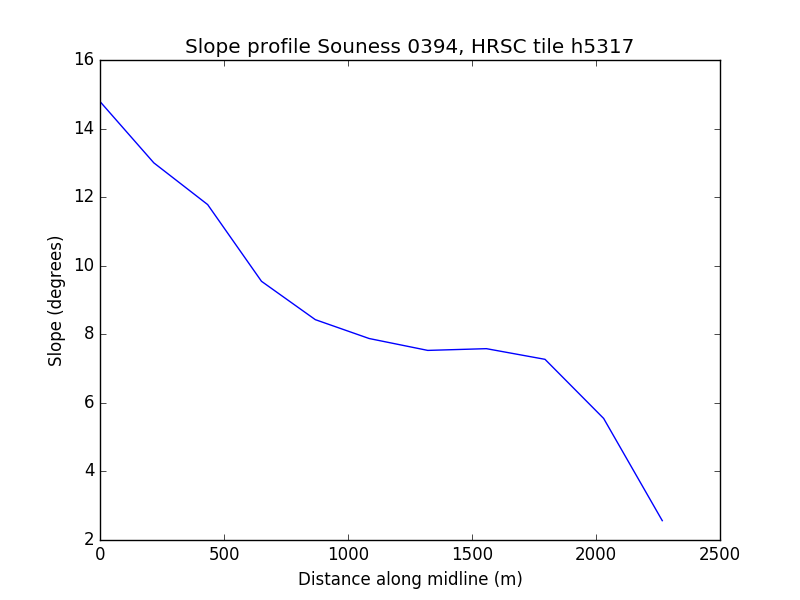 Slope profile Souness 0394, HRSC tile h5317
16
14
12
10
8
6
4
2
Slope (degrees)
0 500 1000 1500 2000 2500
Distance along midline (m)